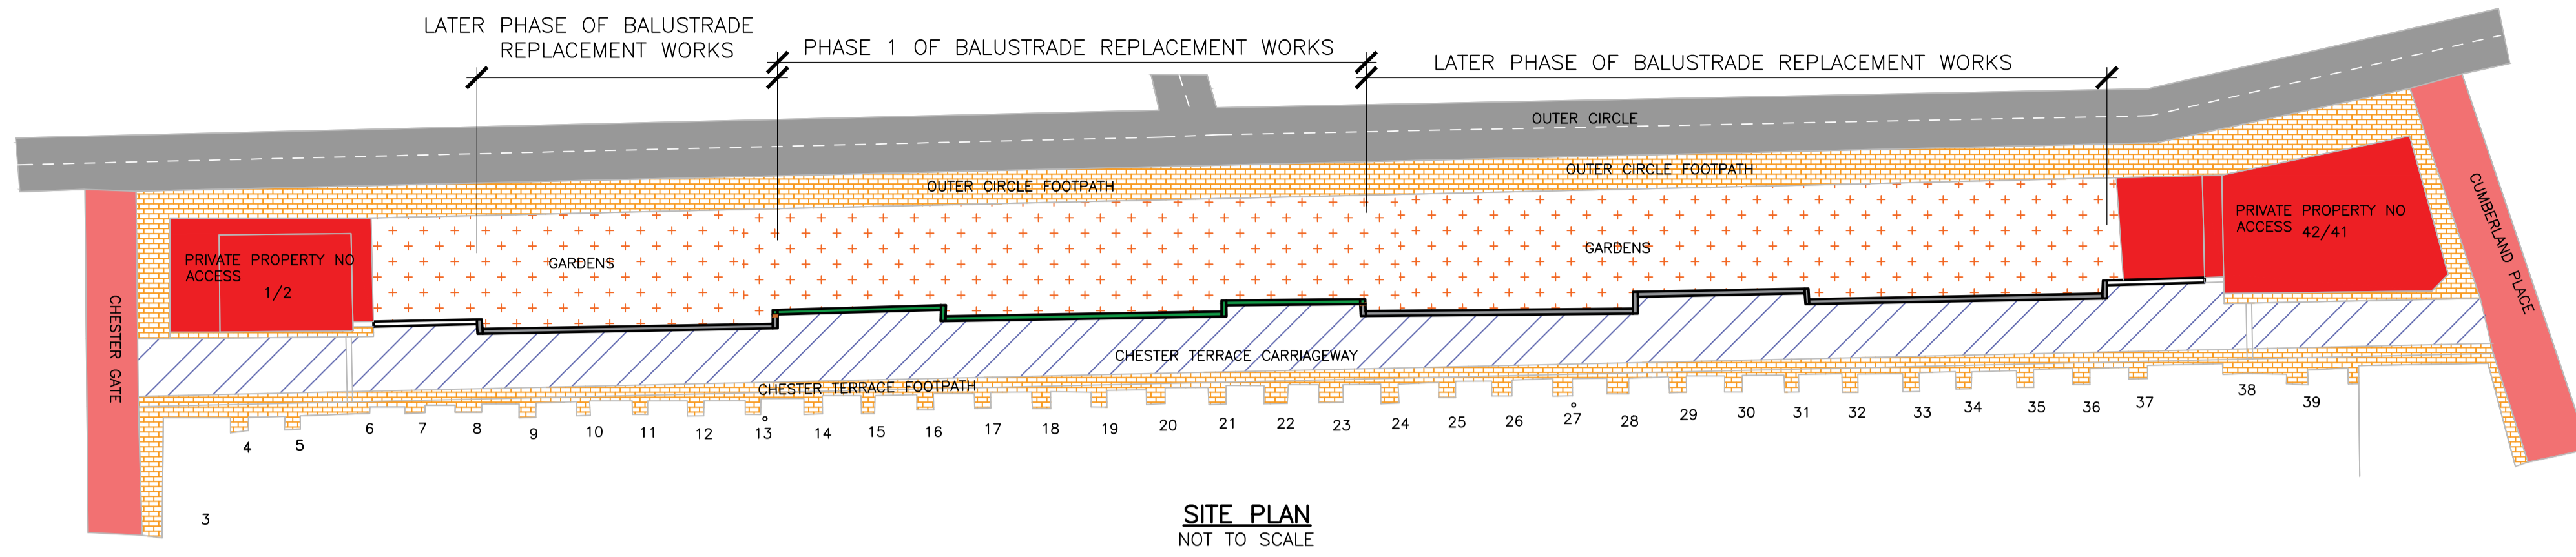 LATER PHASE OF BALUSTRADE
REPLACEMENT WORKS
PHASE 1 OF BALUSTRADE REPLACEMENT WORKS
LATER PHASE OF BALUSTRADE REPLACEMENT WORKS
OUTER CIRCLE
OUTER CIRCLE FOOTPATH
OUTER CIRCLE FOOTPATH
PRIVATE PROPERTY NO
ACCESS
1/2
GARDENS
GARDENS
PRIVATE PROPERTY NO
ACCESS
42/41
CHESTER GATE
CUMBERLAND PLACE
CHESTER TERRACE CARRIAGEWAY
CHESTER TERRACE FOOTPATH
3
4
5
6
7
8
9
10
11
12
13
14
15
16
17
18
19
20
21
22
23
24
25
26
27
28
29
30
31
32
33
34
35
36
37
38
39
SITE PLAN
NOT TO SCALE